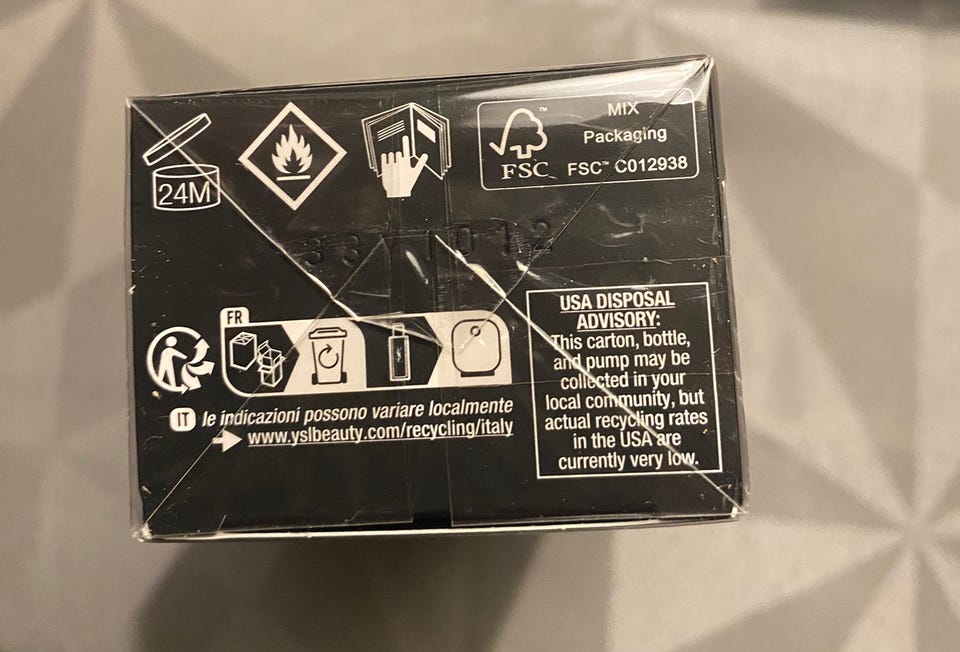 24M
FSC™
MIX
Packaging
FSC™ C012938
FR
IT le indicazioni possono variare localmente
www.yslbeauty.com/recycling/italy
USA DISPOSAL
ADVISORY:
This carton, bottle,
and pump may be
collected in your
local community, but
actual recycling rates
in the USA are
currently very low.